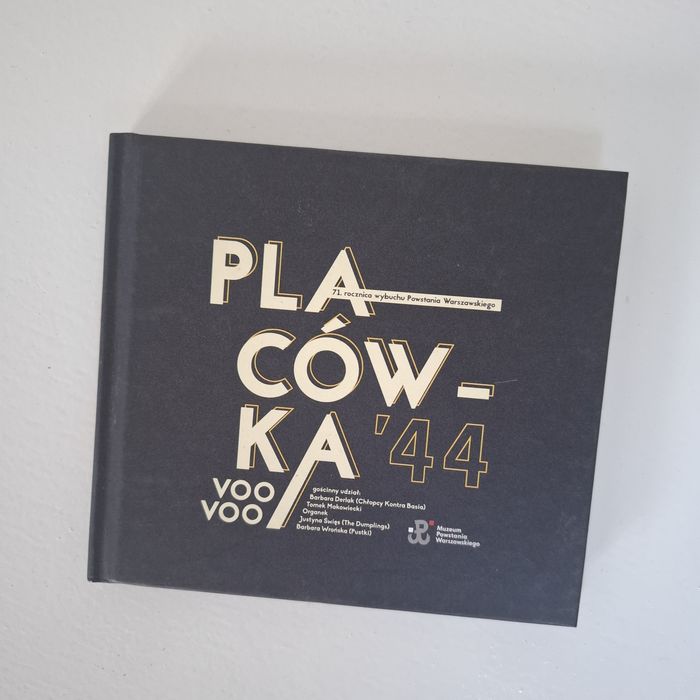 PLA
71. rocznica wybuchu Powstania Warszawskiego
CÓW-
KA '44
VOO
VOO
gościnny udział:
Barbara Derlak (Chłopcy Kontra Basia)
Tomek Makowiecki
Organek
Justyna Święs (The Dumplings)
Barbara Wrońska (Pustki)
Muzeum
Powstania
Warszawskiego